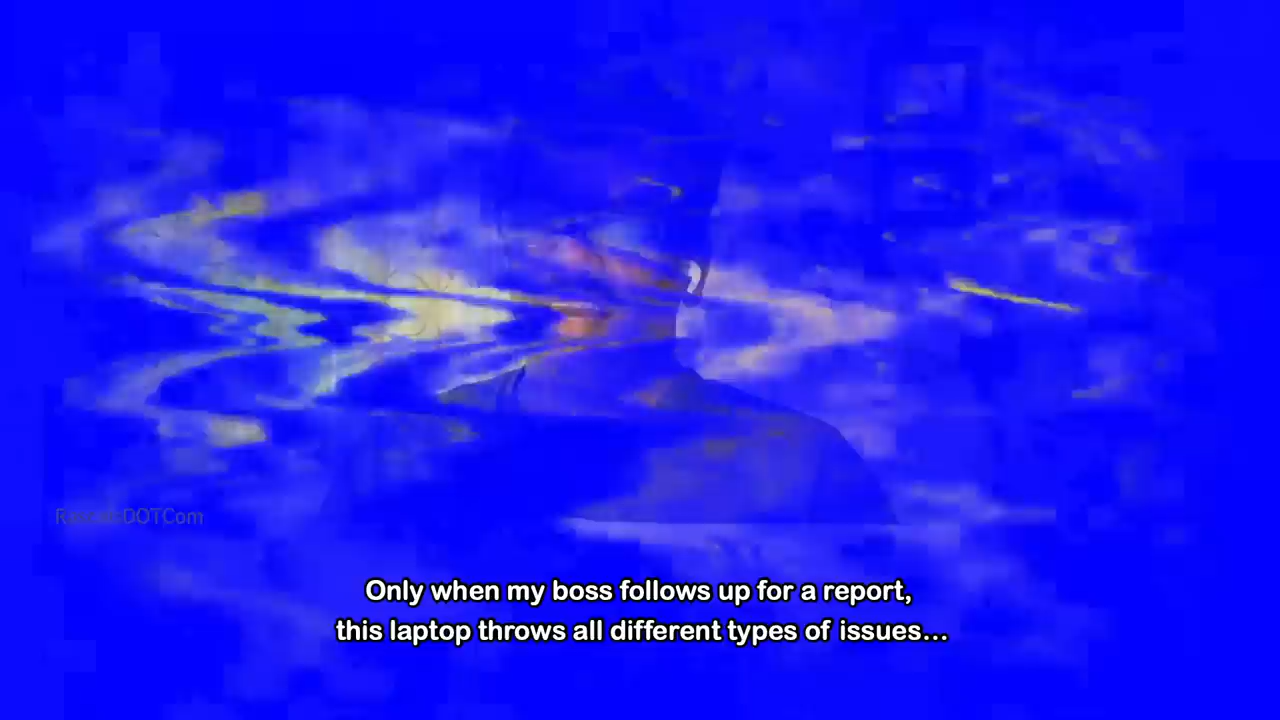 Only when my boss follows up for a report,
this laptop throws all different types of issues...